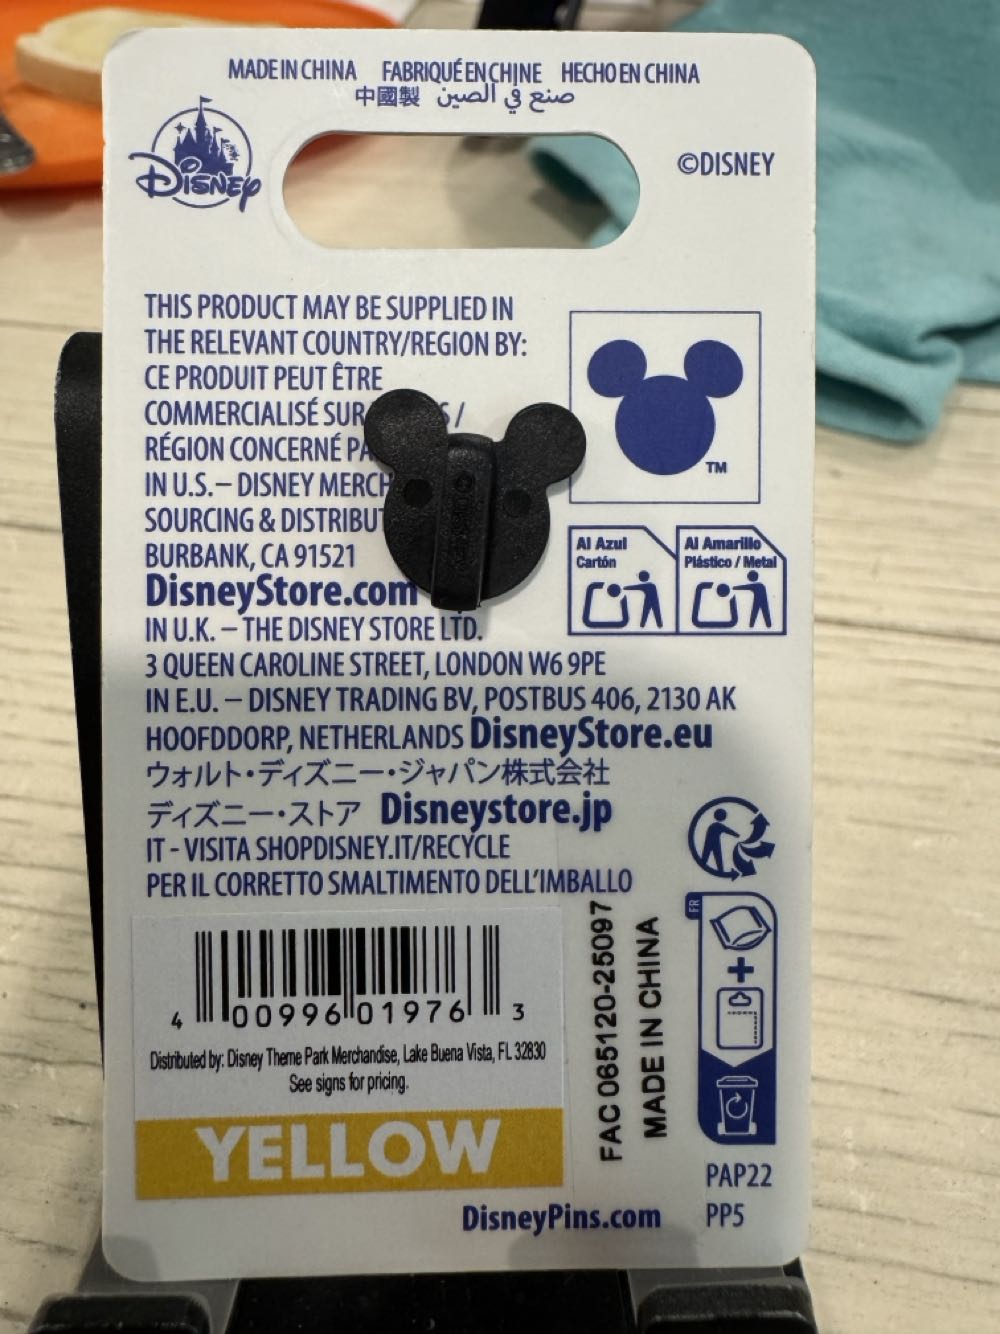 MADE IN CHINA FABRIQUÉ EN CHINE HECHO EN CHINA
中國製 صنع في الصين
DISNEY
©DISNEY
THIS PRODUCT MAY BE SUPPLIED IN
THE RELEVANT COUNTRY/REGION BY:
CE PRODUIT PEUT ÊTRE
COMMERCIALISÉ SUR S /
RÉGION CONCERNÉ PA
IN U.S. – DISNEY MERCH
SOURCING & DISTRIBUT
BURBANK, CA 91521
DisneyStore.com
IN U.K. – THE DISNEY STORE LTD.
3 QUEEN CAROLINE STREET, LONDON W6 9PE
IN E.U. – DISNEY TRADING BV, POSTBUS 406, 2130 AK
HOOFDDORP, NETHERLANDS DisneyStore.eu
ウォルト・ディズニー・ジャパン株式会社
ディズニー・ストア Disneystore.jp
IT - VISITA SHOPDISNEY.IT/RECYCLE
PER IL CORRETTO SMALTIMENTO DELL'IMBALLO
TM
Al Azul
Cartón
Al Amarillo
Plástico / Metal
4 00996 01976 3
Distributed by: Disney Theme Park Merchandise, Lake Buena Vista, FL 32830
See signs for pricing.
YELLOW
FAC 065120-25097
MADE IN CHINA
FR
PAP22
PP5
DisneyPins.com